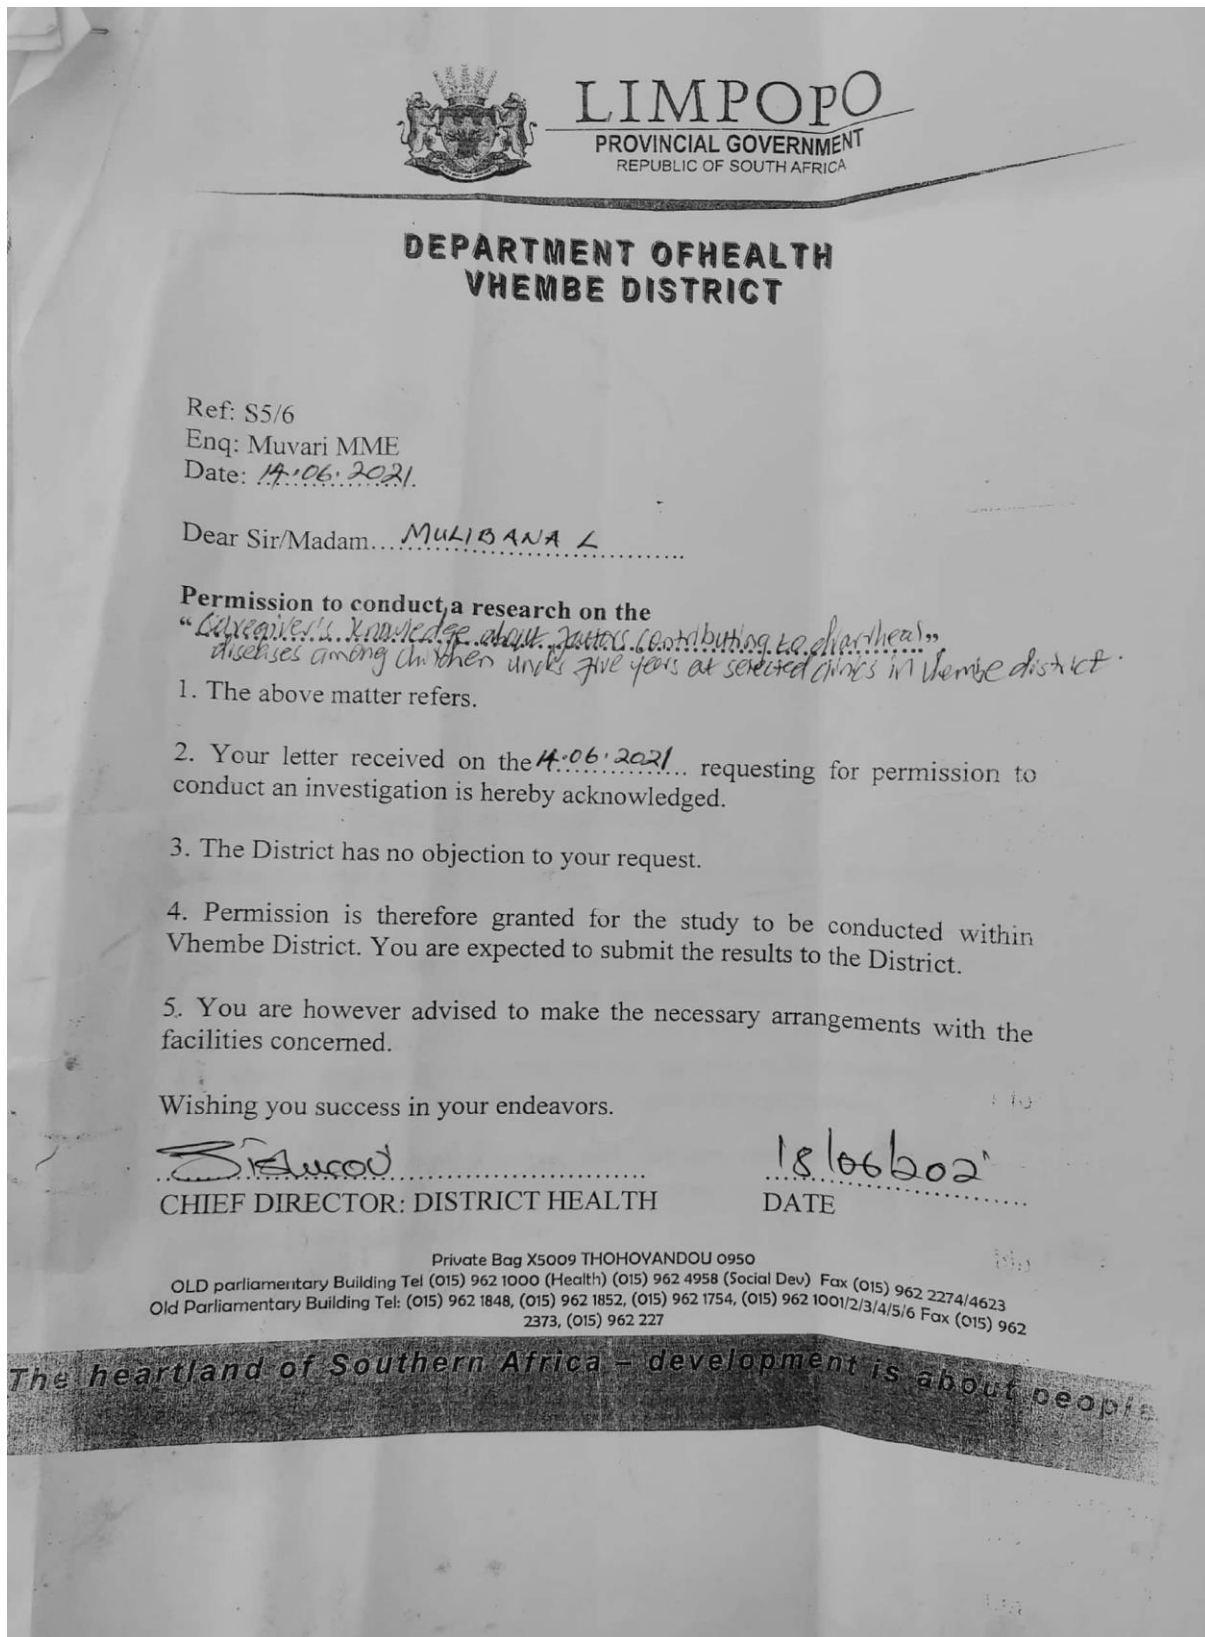 LIMPOPO
PROVINCIAL GOVERNMENT
REPUBLIC OF SOUTH AFRICA
DEPARTMENT OFHEALTH
VHEMBE DISTRICT
Ref: S5/6
Enq: Muvari MME
Date: 14.06.2021.
Dear Sir/Madam... MULIBANA L
Permission to conduct a research on the
"Caregiver's knowledge about factors contributing to diarrheal"
diseases among children under five years at selected clinics in Vhembe district.
1. The above matter refers.
2. Your letter received on the 14.06.2021... requesting for permission to
conduct an investigation is hereby acknowledged.
3. The District has no objection to your request.
4. Permission is therefore granted for the study to be conducted within
Vhembe District. You are expected to submit the results to the District.
5. You are however advised to make the necessary arrangements with the
facilities concerned.
Wishing you success in your endeavors.
18/06/202
CHIEF DIRECTOR: DISTRICT HEALTH DATE
Private Bag X5009 THOHOYANDOU 0950
OLD parliamentary Building Tel (015) 962 1000 (Health) (015) 962 4958 (Social Dev) Fax (015) 962 2274/4623
Old Parliamentary Building Tel: (015) 962 1848, (015) 962 1852, (015) 962 1754, (015) 962 1001/2/3/4/5/6 Fax (015) 962
2373, (015) 962 227
The heartland of Southern Africa – development is about people